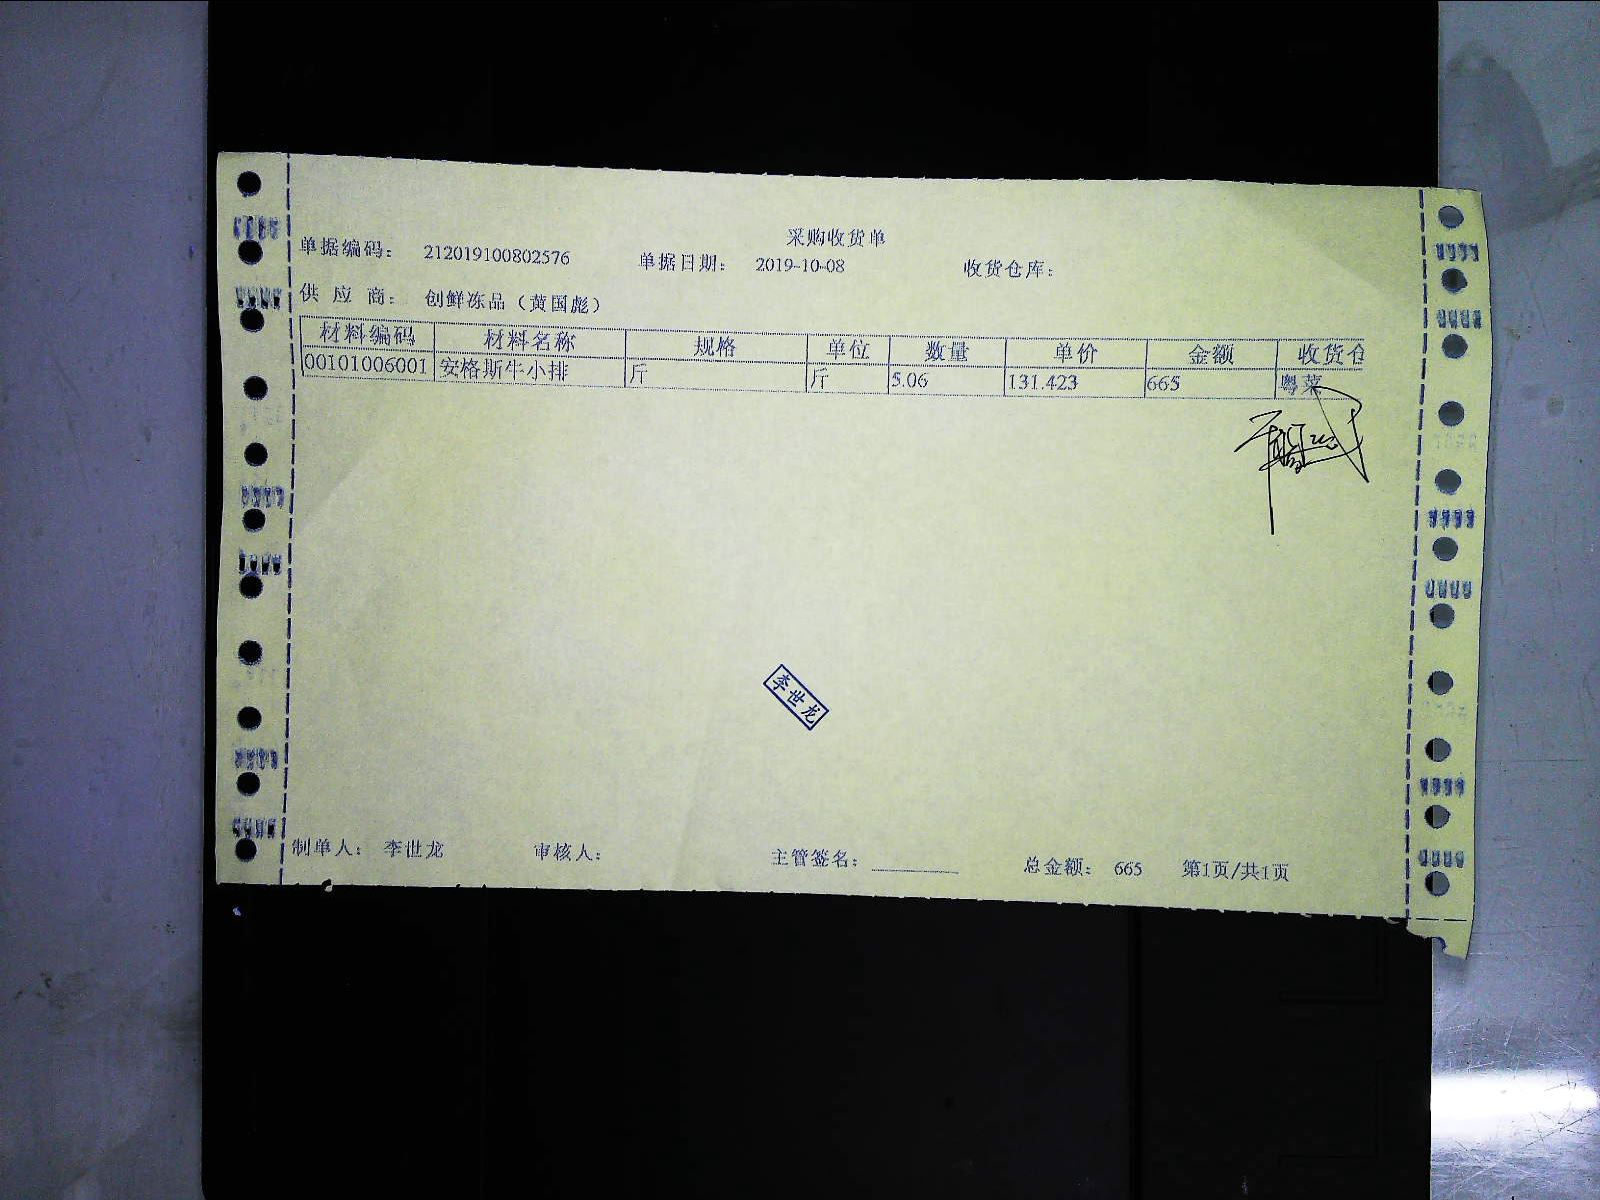 采购收货单
单据编码： 212019100802576 单据日期： 2019-10-08 收货仓库：
供 应 商： 创鲜冻品（黄国彪）
材料编码 材料名称 规格 单位 数量 单价 金额 收货仓
00101006001 安格斯牛小排 斤 斤 5.06 131.423 665 粤菜
李世龙
制单人： 李世龙 审核人： 主管签名： 总金额： 665 第1页/共1页